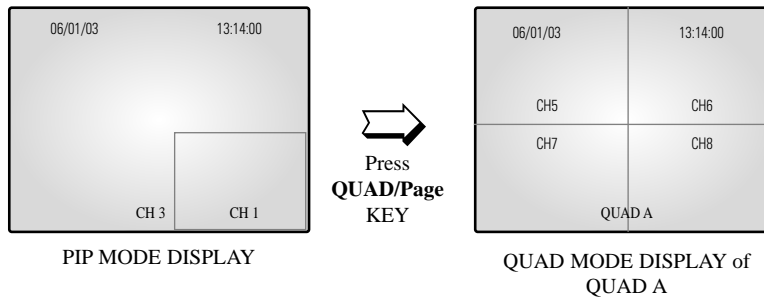 06/01/03 13:14:00
CH 3 CH 1
PIP MODE DISPLAY
Press
QUAD/Page
KEY
06/01/03 13:14:00
CH5 CH6
CH7 CH8
QUAD A
QUAD MODE DISPLAY of
QUAD A